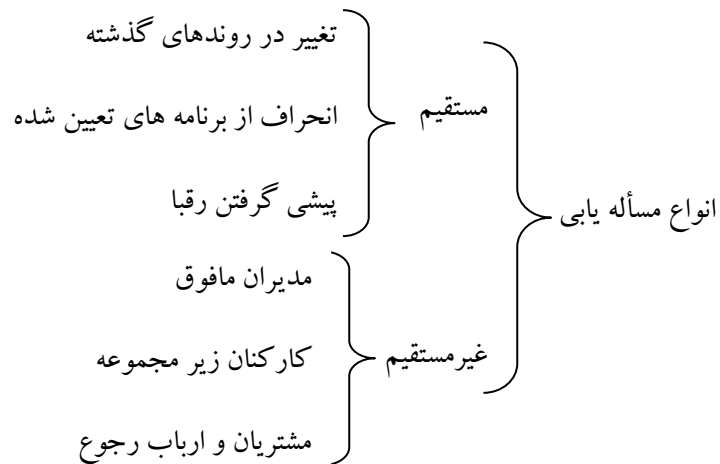 انواع مسأله یابی
مستقیم
تغییر در روندهای گذشته
انحراف از برنامه های تعیین شده
پیشی گرفتن رقبا
غیرمستقیم
مدیران مافوق
کارکنان زیر مجموعه
مشتریان و ارباب رجوع